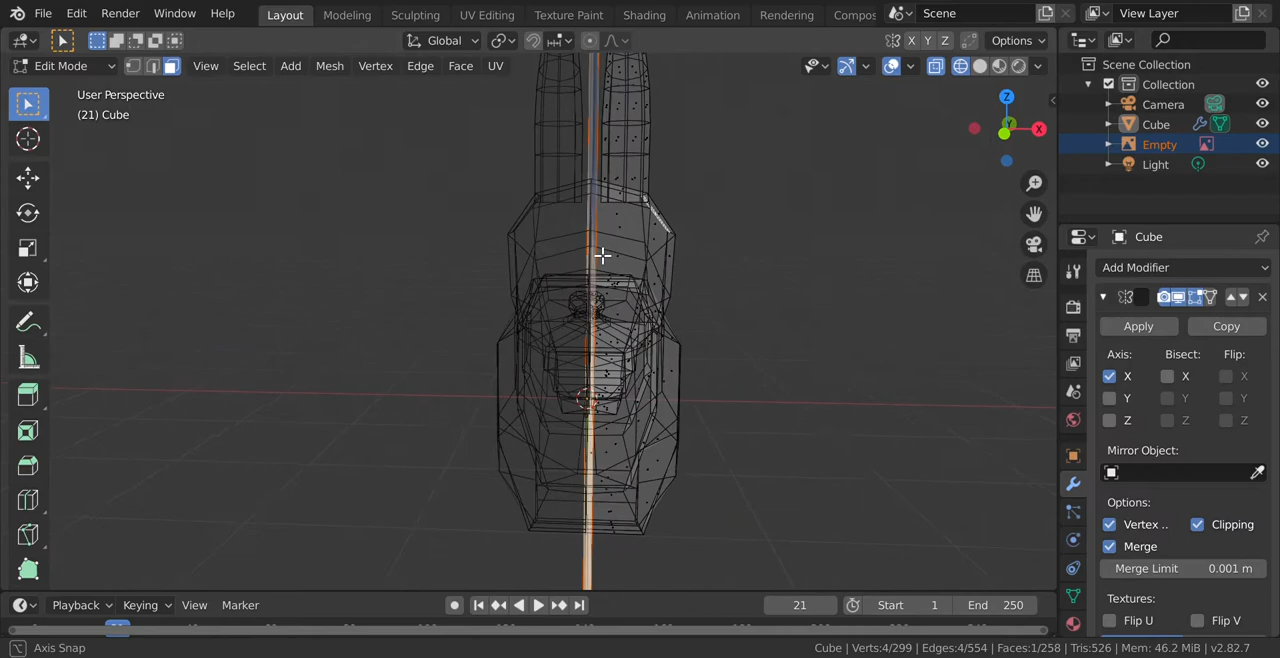 File Edit Render Window Help Layout Modeling Sculpting UV Editing Texture Paint Shading Animation Rendering Compos Scene View Layer
Global X Y Z Options
Edit Mode View Select Add Mesh Vertex Edge Face UV
User Perspective
(21) Cube
Z
Y
X
Scene Collection
Collection
Camera
Cube
Empty
Light
Cube
Add Modifier
Apply Copy
Axis: Bisect: Flip:
X X X
Y Y Y
Z Z Z
Mirror Object:
Options:
Vertex .. Clipping
Merge
Merge Limit 0.001 m
Textures:
Flip U Flip V
Playback Keying View Marker 21 Start 1 End 250
Axis Snap Cube | Verts:4/299 | Edges:4/554 | Faces:1/258 | Tris:526 | Mem: 46.2 MiB | v2.82.7